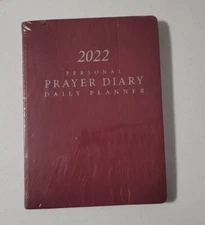 2022
PERSONAL
PRAYER DIARY
DAILY PLANNER